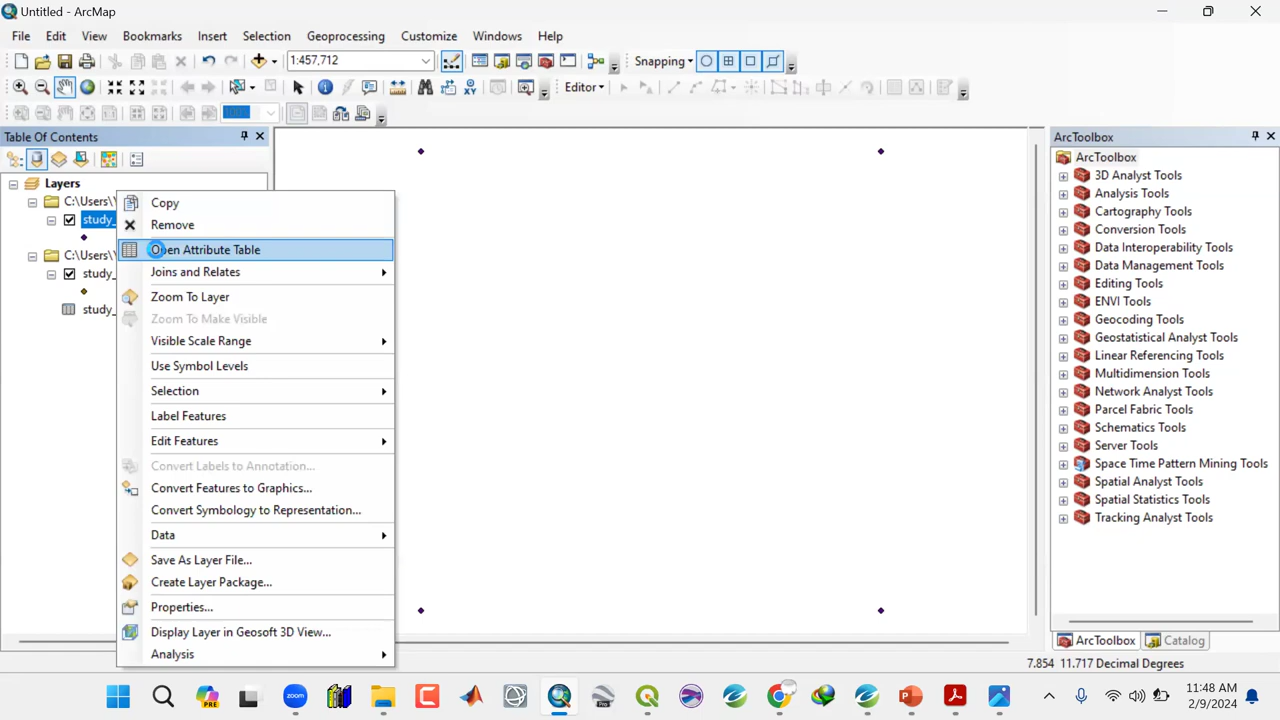 Untitled - ArcMap
File Edit View Bookmarks Insert Selection Geoprocessing Customize Windows Help
1:457,712 Snapping
Editor
100%
Table Of Contents
Layers
C:\Users\
study_
C:\Users\
study_
study_
Copy
Remove
Open Attribute Table
Joins and Relates
Zoom To Layer
Zoom To Make Visible
Visible Scale Range
Use Symbol Levels
Selection
Label Features
Edit Features
Convert Labels to Annotation...
Convert Features to Graphics...
Convert Symbology to Representation...
Data
Save As Layer File...
Create Layer Package...
Properties...
Display Layer in Geosoft 3D View...
Analysis
ArcToolbox
ArcToolbox
3D Analyst Tools
Analysis Tools
Cartography Tools
Conversion Tools
Data Interoperability Tools
Data Management Tools
Editing Tools
ENVI Tools
Geocoding Tools
Geostatistical Analyst Tools
Linear Referencing Tools
Multidimension Tools
Network Analyst Tools
Parcel Fabric Tools
Schematics Tools
Server Tools
Space Time Pattern Mining Tools
Spatial Analyst Tools
Spatial Statistics Tools
Tracking Analyst Tools
ArcToolbox Catalog
7.854 11.717 Decimal Degrees
PRE
zoom
Pro
11:48 AM
2/9/2024